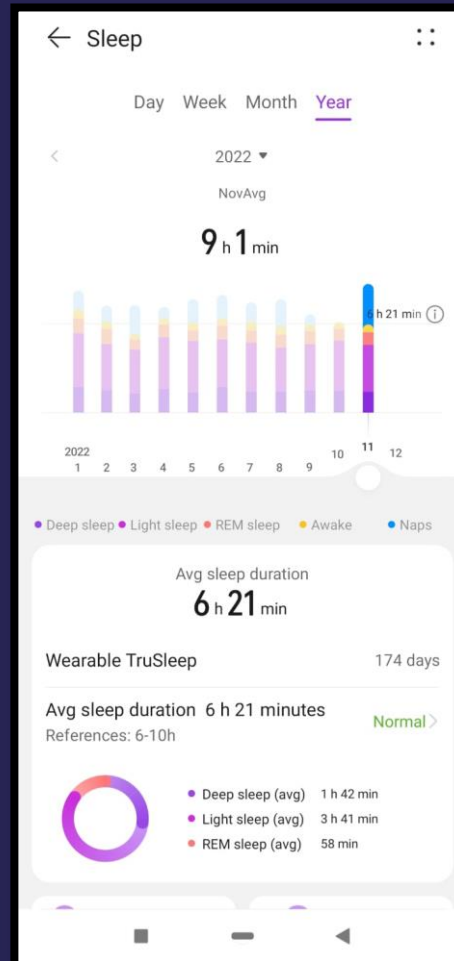 Sleep
Day Week Month Year
2022
NovAvg
9 h 1 min
6 h 21 min
2022
1 2 3 4 5 6 7 8 9 10 11 12
Deep sleep Light sleep REM sleep Awake Naps
Avg sleep duration
6 h 21 min
Wearable TruSleep 174 days
Avg sleep duration 6 h 21 minutes
Normal
References: 6-10h
Deep sleep (avg) 1 h 42 min
Light sleep (avg) 3 h 41 min
REM sleep (avg) 58 min